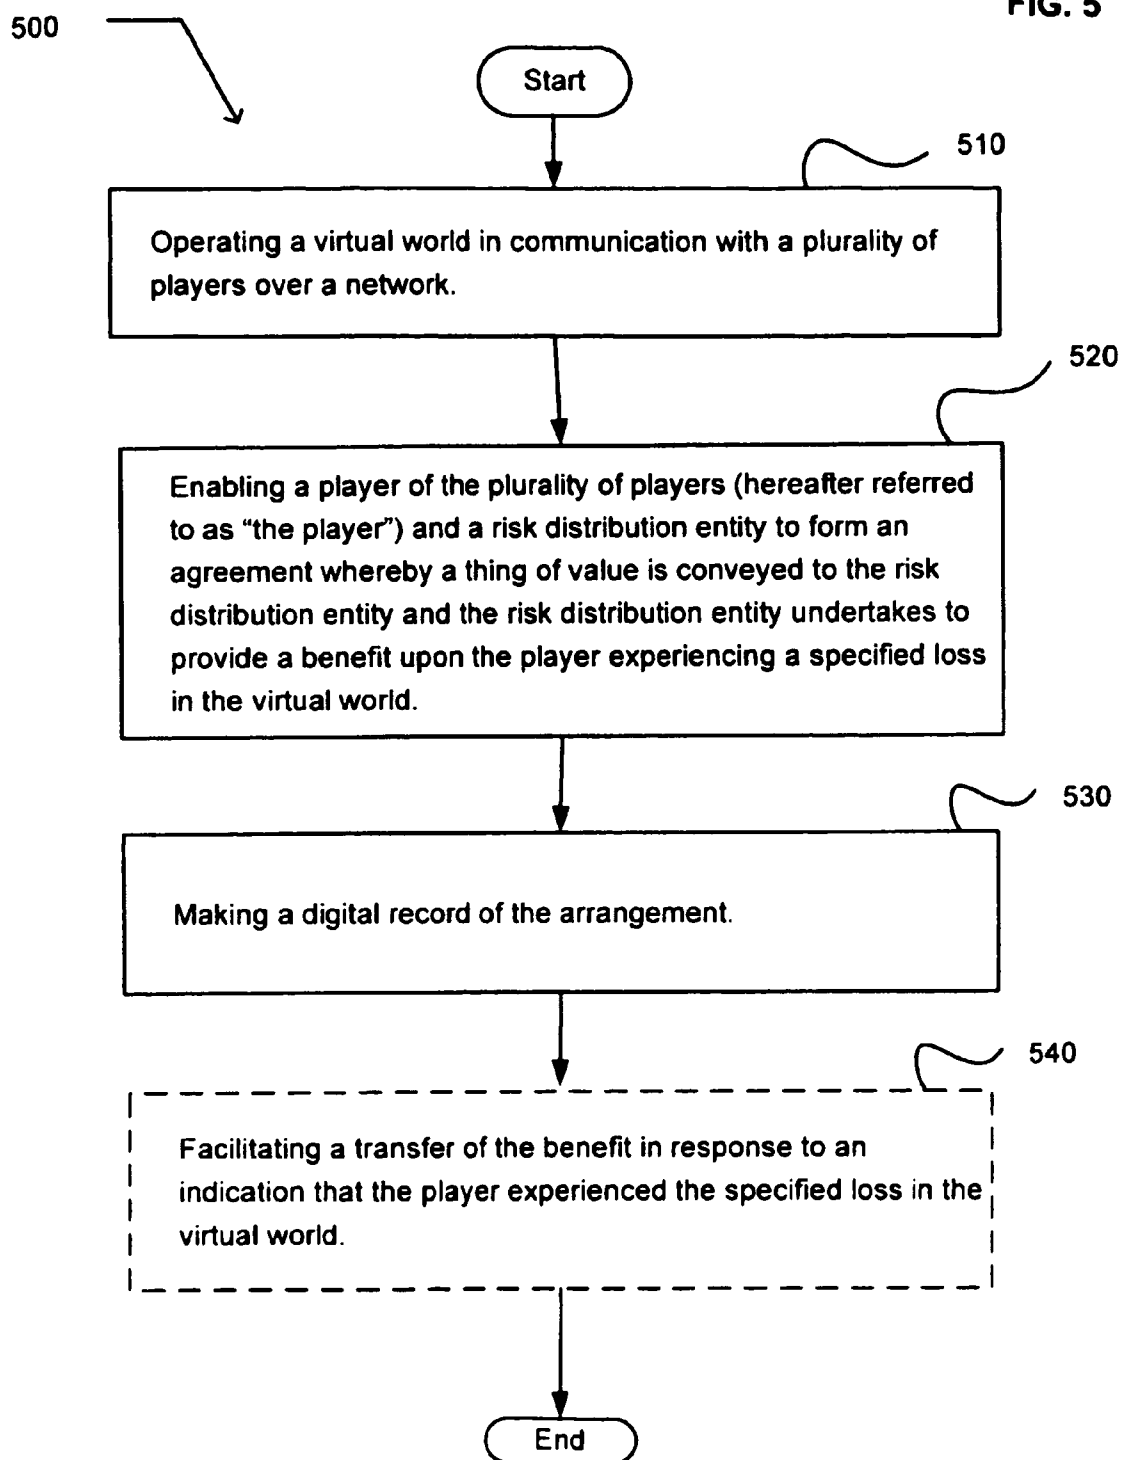 FIG. 5
500
Start
510
Operating a virtual world in communication with a plurality of
players over a network.
520
Enabling a player of the plurality of players (hereafter referred
to as “the player”) and a risk distribution entity to form an
agreement whereby a thing of value is conveyed to the risk
distribution entity and the risk distribution entity undertakes to
provide a benefit upon the player experiencing a specified loss
in the virtual world.
530
Making a digital record of the arrangement.
540
Facilitating a transfer of the benefit in response to an
indication that the player experienced the specified loss in the
virtual world.
End